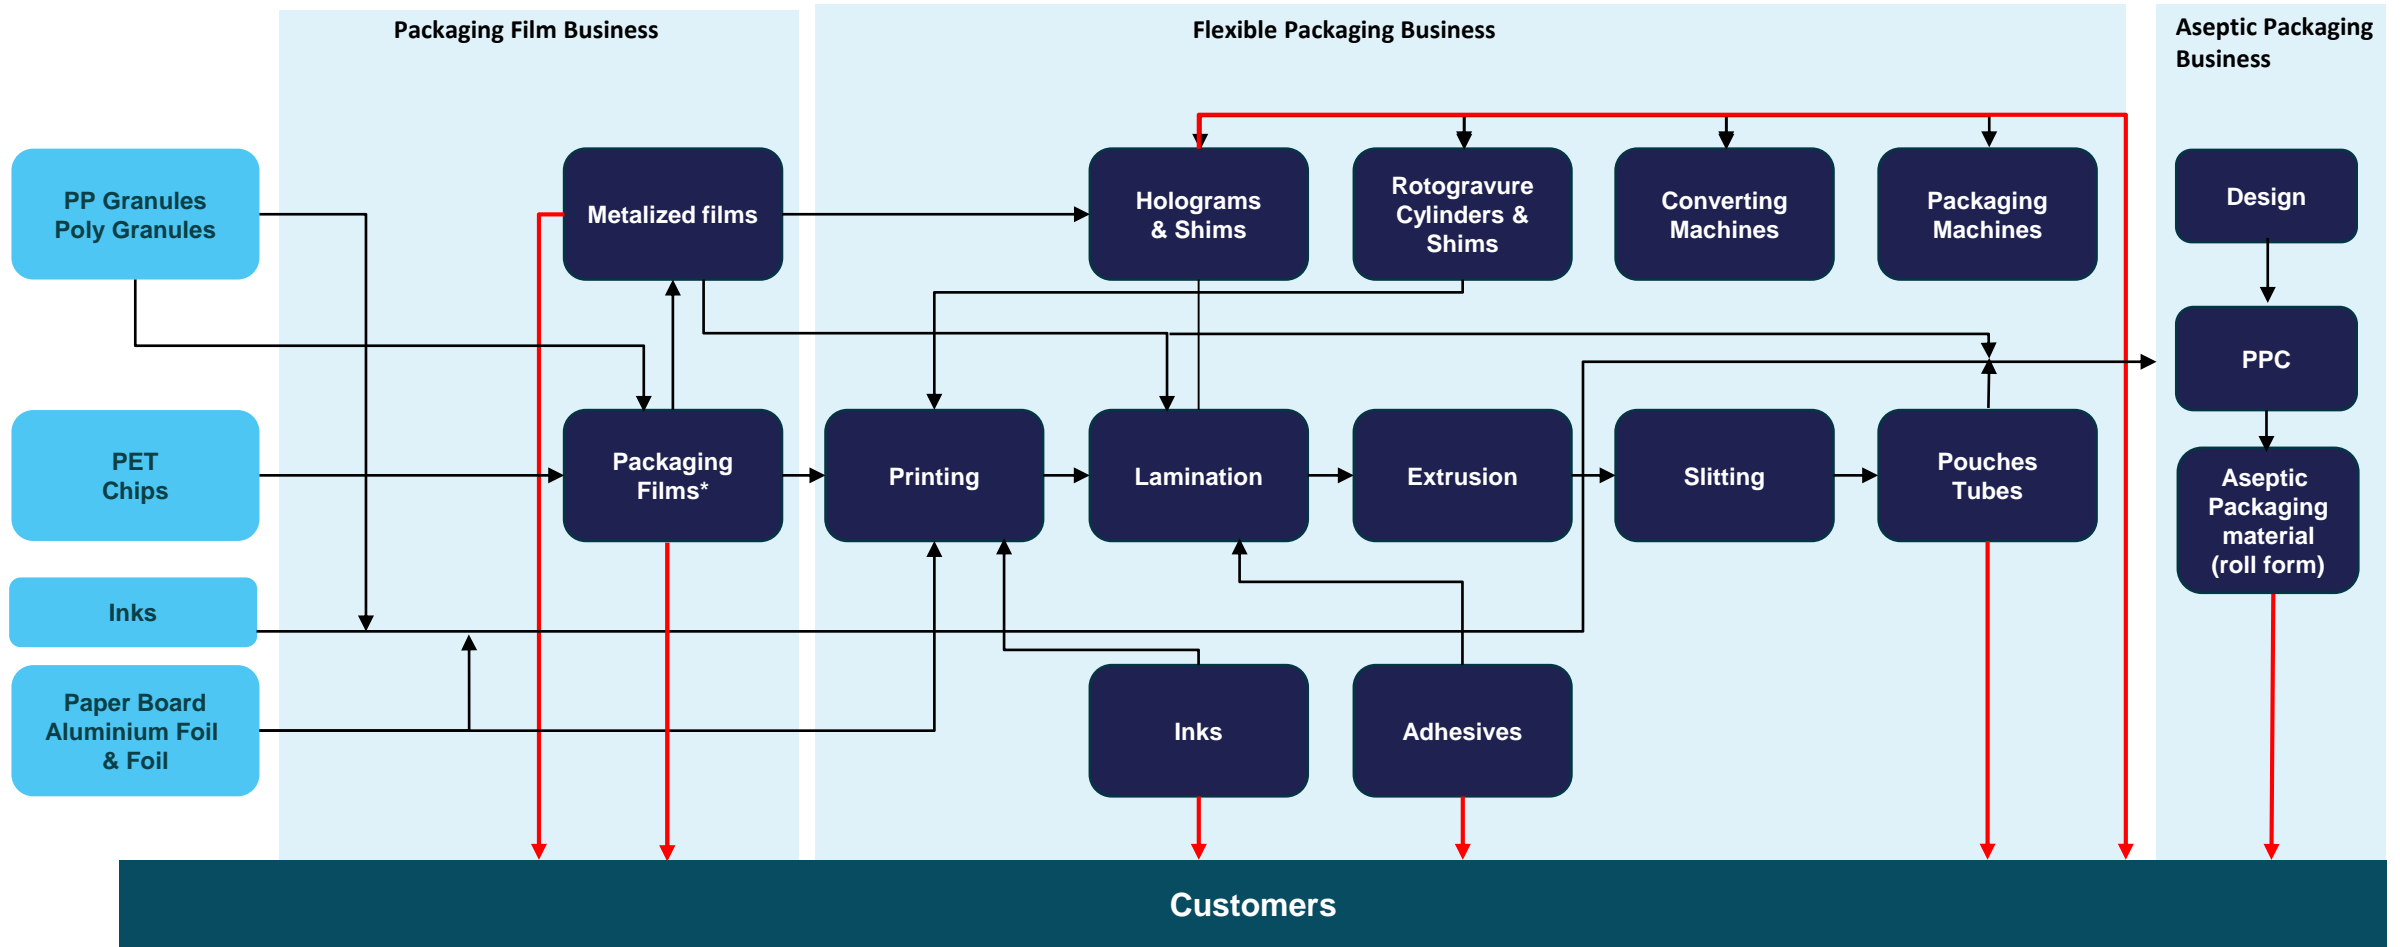 Packaging Film Business
Flexible Packaging Business
Aseptic Packaging
Business
PP Granules
Poly Granules
Metalized films
Holograms
& Shims
Rotogravure
Cylinders &
Shims
Converting
Machines
Packaging
Machines
Design
PPC
PET
Chips
Packaging
Films*
Printing
Lamination
Extrusion
Slitting
Pouches
Tubes
Aseptic
Packaging
material
(roll form)
Inks
Paper Board
Aluminium Foil
& Foil
Inks
Adhesives
Customers